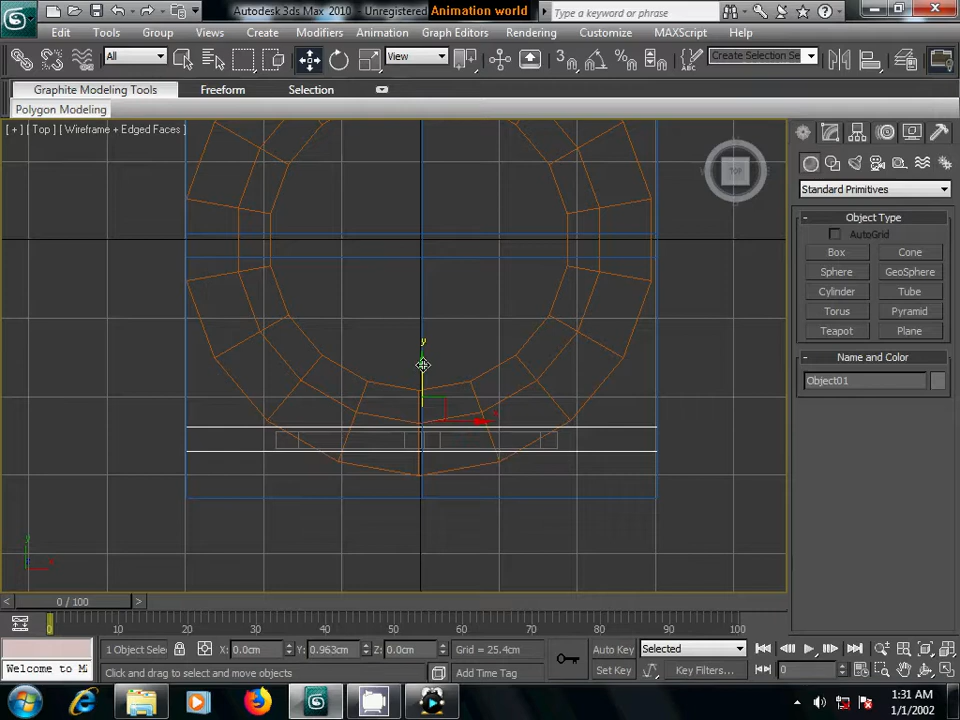 Autodesk 3ds Max 2010 - Unregistered Animation world
Type a keyword or phrase
Edit Tools Group Views Create Modifiers Animation Graph Editors Rendering Customize MAXScript Help
All View Create Selection Se
Graphite Modeling Tools Freeform Selection
Polygon Modeling
[ + ] [ Top ] [ Wireframe + Edged Faces ]
TOP
y
y
x
Standard Primitives
- Object Type
AutoGrid
Box Cone
Sphere GeoSphere
Cylinder Tube
Torus Pyramid
Teapot Plane
- Name and Color
Object01
< 0 / 100 >
0 10 20 30 40 50 60 70 80 90 100
1 Object Selec X: 0.0cm Y: 0.963cm Z: 0.0cm Grid = 25.4cm Auto Key Selected
Welcome to M Click and drag to select and move objects Add Time Tag Set Key Key Filters... 0
1:31 AM
1/1/2002